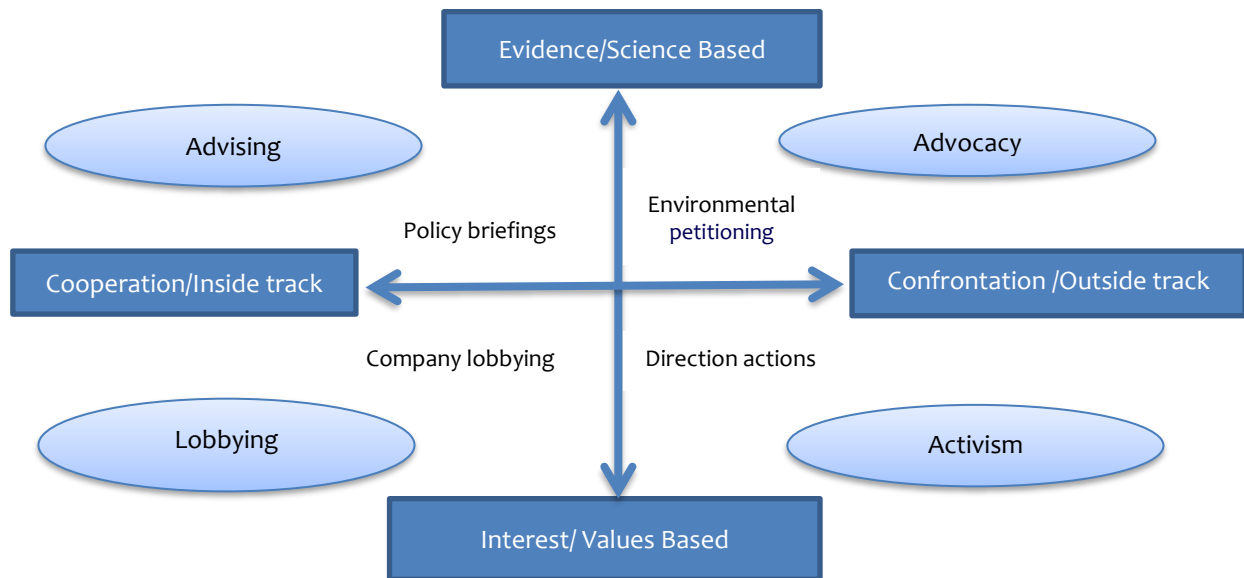 Evidence/Science Based
Advising
Advocacy
Policy briefings
Environmental
petitioning
Cooperation/Inside track
Confrontation /Outside track
Company lobbying
Direction actions
Lobbying
Activism
Interest/ Values Based